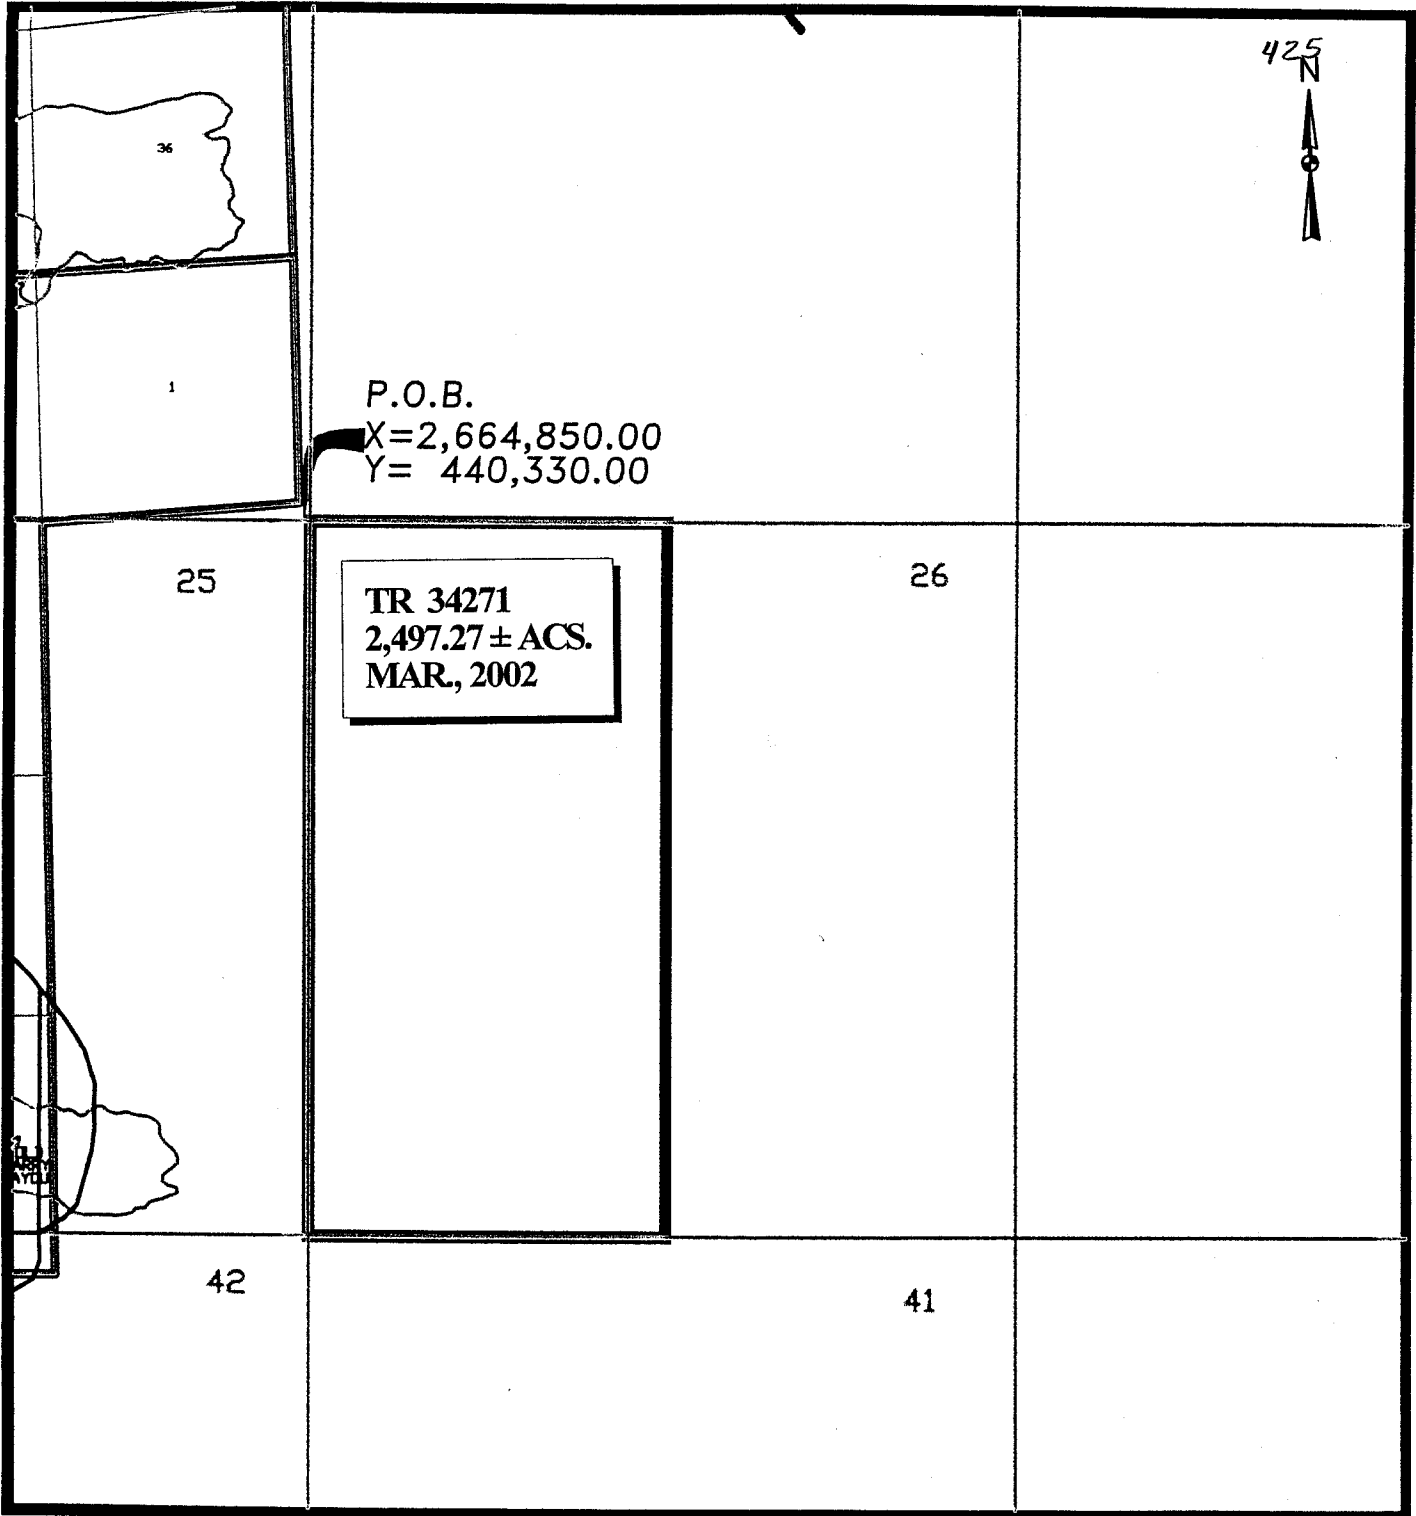 425
N
36
1
P.O.B.
X=2,664,850.00
Y= 440,330.00
25
26
TR 34271
2,497.27 ± ACS.
MAR., 2002
42
41